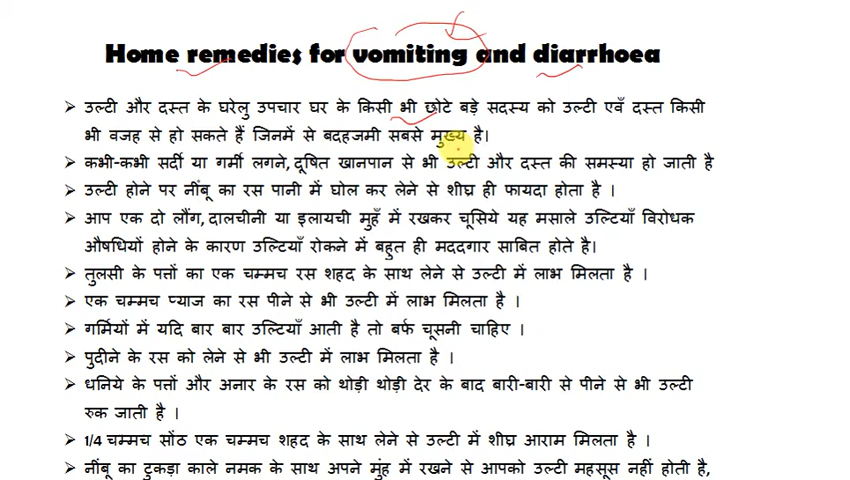 Home remedies for vomiting and diarrhoea
➢ उल्टी और दस्त के घरेलु उपचार घर के किसी भी छोटे बड़े सदस्य को उल्टी एवँ दस्त किसी
भी वजह से हो सकते हैं जिनमें से बदहजमी सबसे मुख्य है।
➢ कभी-कभी सर्दी या गर्मी लगने, दूषित खानपान से भी उल्टी और दस्त की समस्या हो जाती है
➢ उल्टी होने पर नींबू का रस पानी में घोल कर लेने से शीघ्र ही फायदा होता है ।
➢ आप एक दो लौंग, दालचीनी या इलायची मुहँ में रखकर चूसिये यह मसाले उल्टियाँ विरोधक
औषधियों होने के कारण उल्टियाँ रोकने में बहुत ही मददगार साबित होते है।
➢ तुलसी के पत्तों का एक चम्मच रस शहद के साथ लेने से उल्टी में लाभ मिलता है ।
➢ एक चम्मच प्याज का रस पीने से भी उल्टी में लाभ मिलता है ।
➢ गर्मियों में यदि बार बार उल्टियाँ आती है तो बर्फ चूसनी चाहिए ।
➢ पुदीने के रस को लेने से भी उल्टी में लाभ मिलता है ।
➢ धनिये के पत्तों और अनार के रस को थोड़ी थोड़ी देर के बाद बारी-बारी से पीने से भी उल्टी
रुक जाती है ।
➢ 1/4 चम्मच सोंठ एक चम्मच शहद के साथ लेने से उल्टी में शीघ्र आराम मिलता है ।
➢ नींबू का टुकड़ा काले नमक के साथ अपने मुंह में रखने से आपको उल्टी महसूस नहीं होती है,